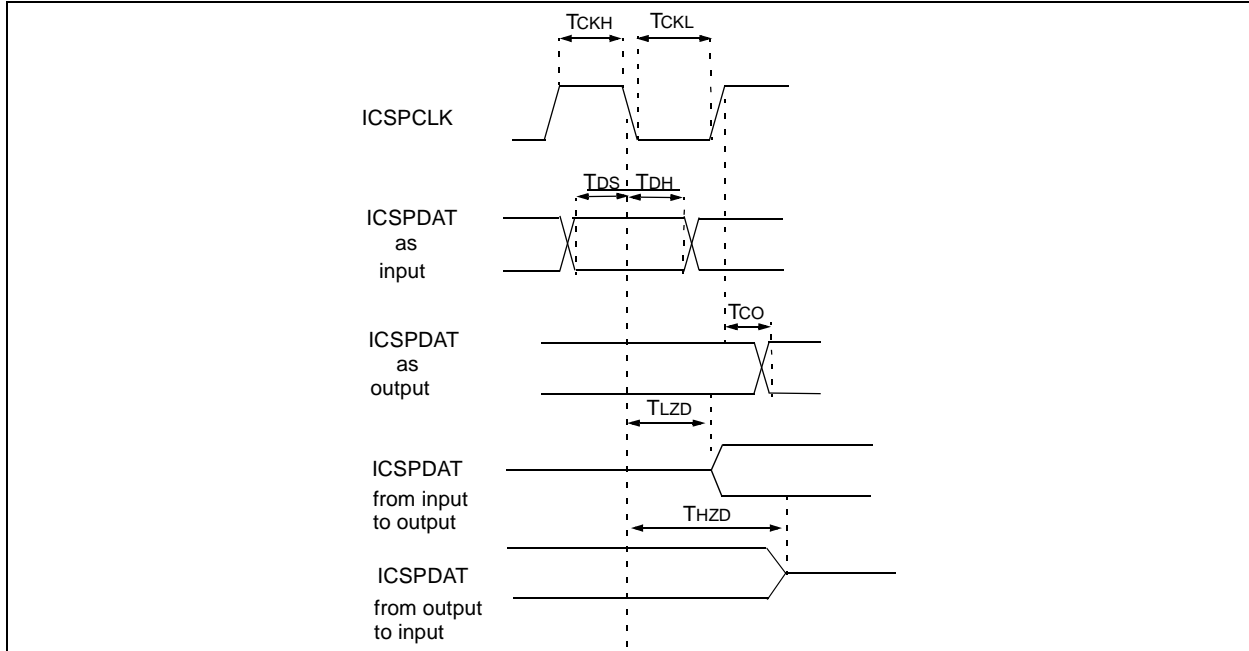 TCKH TCKL
ICSPCLK
TDS TDH
ICSPDAT
as
input
TCO
ICSPDAT
as
output
TLZD
ICSPDAT
from input
to output
THZD
ICSPDAT
from output
to input